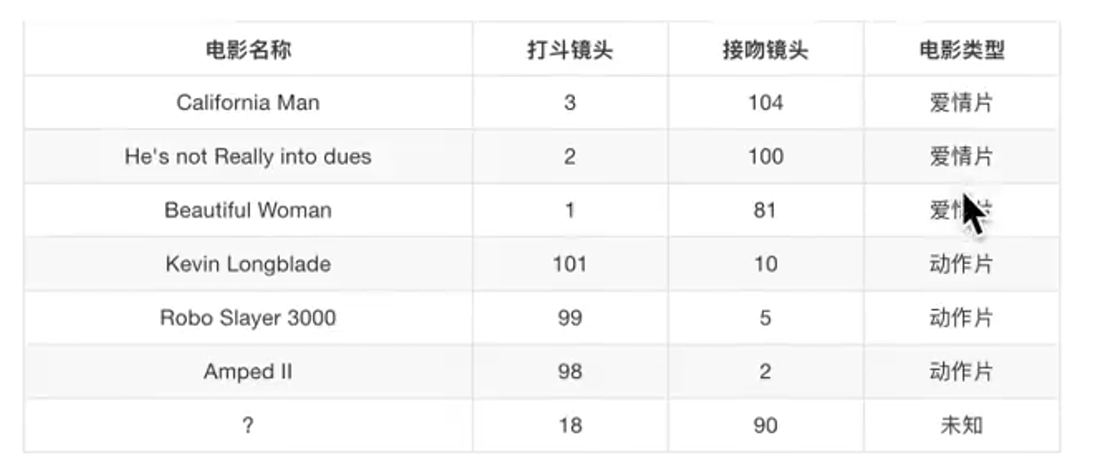 电影名称 打斗镜头 接吻镜头 电影类型
California Man 3 104 爱情片
He's not Really into dues 2 100 爱情片
Beautiful Woman 1 81 爱情片
Kevin Longblade 101 10 动作片
Robo Slayer 3000 99 5 动作片
Amped II 98 2 动作片
? 18 90 未知